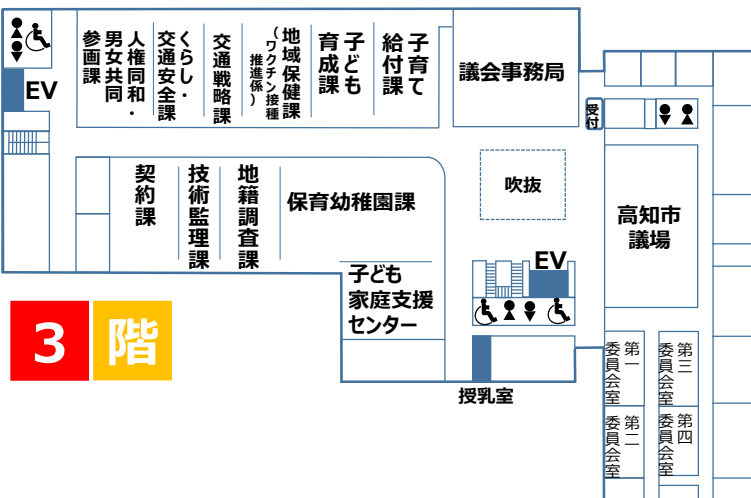 EV
人権同和・
男女共同
参画課
くらし・
交通安全課
交通戦略課
地域保健課
(ワクチン接種
推進係)
子ども
育成課
子育て
給付課
議会事務局
受付
契約課
技術監理課
地籍調査課
保育幼稚園課
吹抜
高知市
議場
子ども
家庭支援
センター
EV
3階
授乳室
第一
委員会室
第三
委員会室
第二
委員会室
第四
委員会室